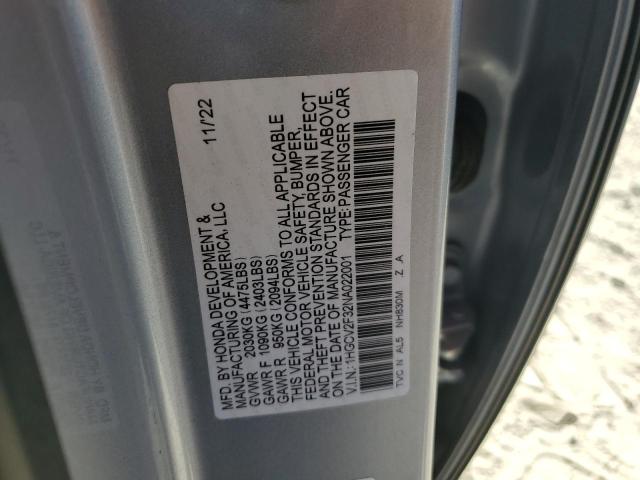 MFD. BY HONDA DEVELOPMENT & 11/'22
MANUFACTURING OF AMERICA, LLC
GVWR 2030KG (4475LBS)
GAWR F 1090KG (2403LBS)
GAWR R 950KG (2094LBS)
THIS VEHICLE CONFORMS TO ALL APPLICABLE
FEDERAL MOTOR VEHICLE SAFETY, BUMPER,
AND THEFT PREVENTION STANDARDS IN EFFECT
ON THE DATE OF MANUFACTURE SHOWN ABOVE.
V.I.N.: 1HGCV2F32NA022001 TYPE: PASSENGER CAR
TVC N AL5 NH830M Z A